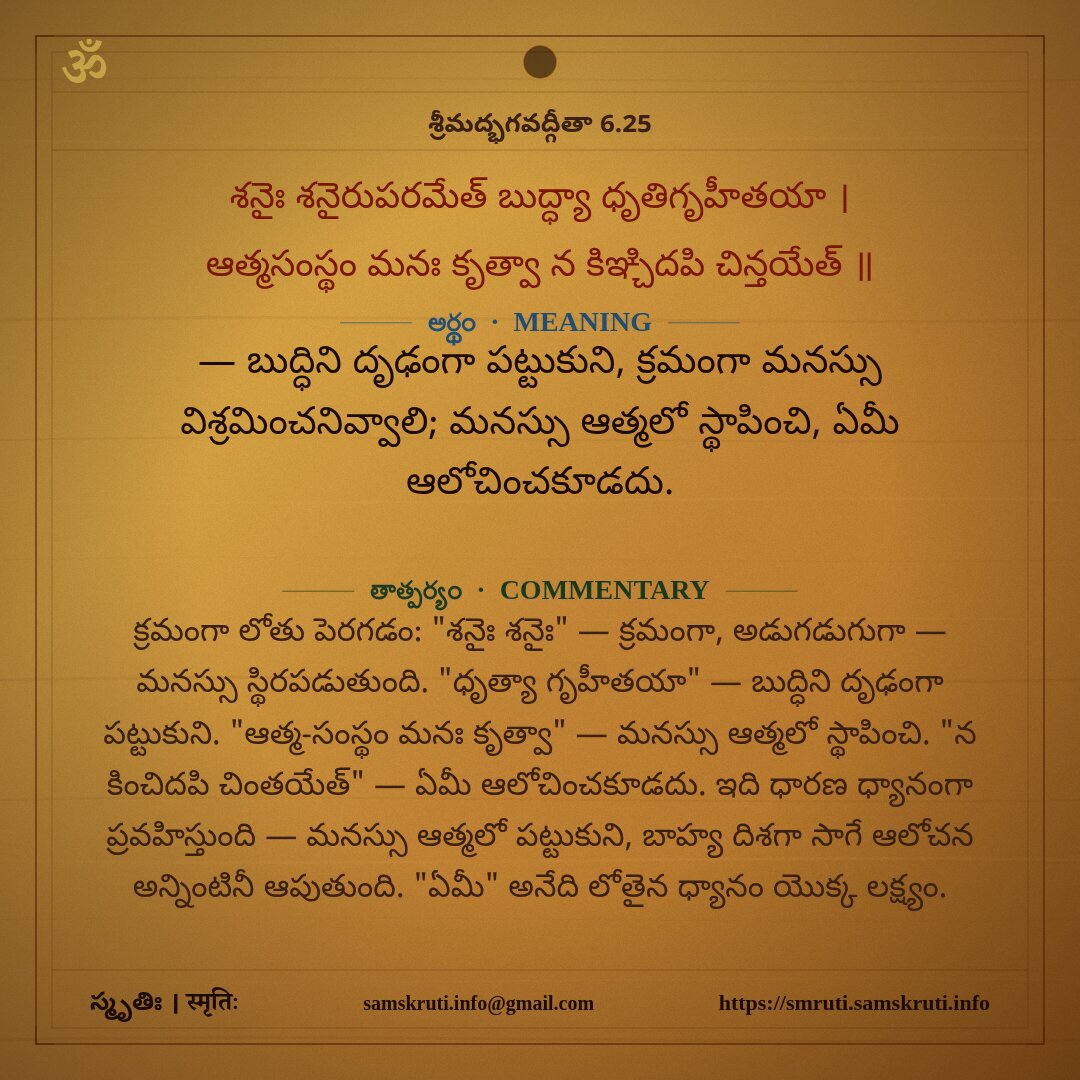 ॐ
శ్రీమద్భగవద్గీతా 6.25
శనైః శనైరుపరమేత్ బుద్ధ్యా ధృతిగృహీతయా |
ఆత్మసంస్థం మనః కృత్వా న కిఞ్చిదపి చిన్తయేత్ ||
అర్థం · MEANING
— బుద్ధిని దృఢంగా పట్టుకుని, క్రమంగా మనస్సు
విశ్రమించనివ్వాలి; మనస్సు ఆత్మలో స్థాపించి, ఏమీ
ఆలోచించకూడదు.
తాత్పర్యం · COMMENTARY
క్రమంగా లోతు పెరగడం: "శనైః శనైః" — క్రమంగా, అడుగడుగుగా —
మనస్సు స్థిరపడుతుంది. "ధృత్యా గృహీతయా" — బుద్ధిని దృఢంగా
పట్టుకుని. "ఆత్మ-సంస్థం మనః కృత్వా" — మనస్సు ఆత్మలో స్థాపించి. "న
కించిదపి చింతయేత్" — ఏమీ ఆలోచించకూడదు. ఇది ధారణ ధ్యానంగా
ప్రవహిస్తుంది — మనస్సు ఆత్మలో పట్టుకుని, బాహ్య దిశగా సాగే ఆలోచన
అన్నింటినీ ఆపుతుంది. "ఏమీ" అనేది లోతైన ధ్యానం యొక్క లక్ష్యం.
స్మృతిః | स्मृतिः samskruti.info@gmail.com https://smruti.samskruti.info